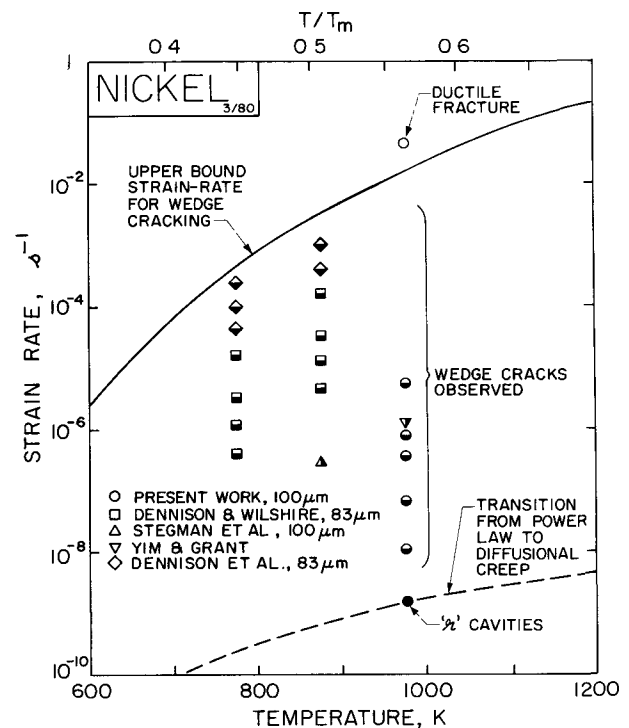 T/Tm
0.4 0.5 0.6
1
NICKEL 3/80
DUCTILE
FRACTURE
10-2
UPPER BOUND
STRAIN-RATE
FOR WEDGE
CRACKING
10-4
STRAIN RATE, s-1
WEDGE CRACKS
OBSERVED
10-6
○ PRESENT WORK, 100μm
□ DENNISON & WILSHIRE, 83μm
△ STEGMAN ET AL, 100μm
▽ YIM & GRANT
◇ DENNISON ET AL., 83μm
TRANSITION
FROM POWER
LAW TO
DIFFUSIONAL
CREEP
10-8
'r' CAVITIES
10-10
600 800 1000 1200
TEMPERATURE, K